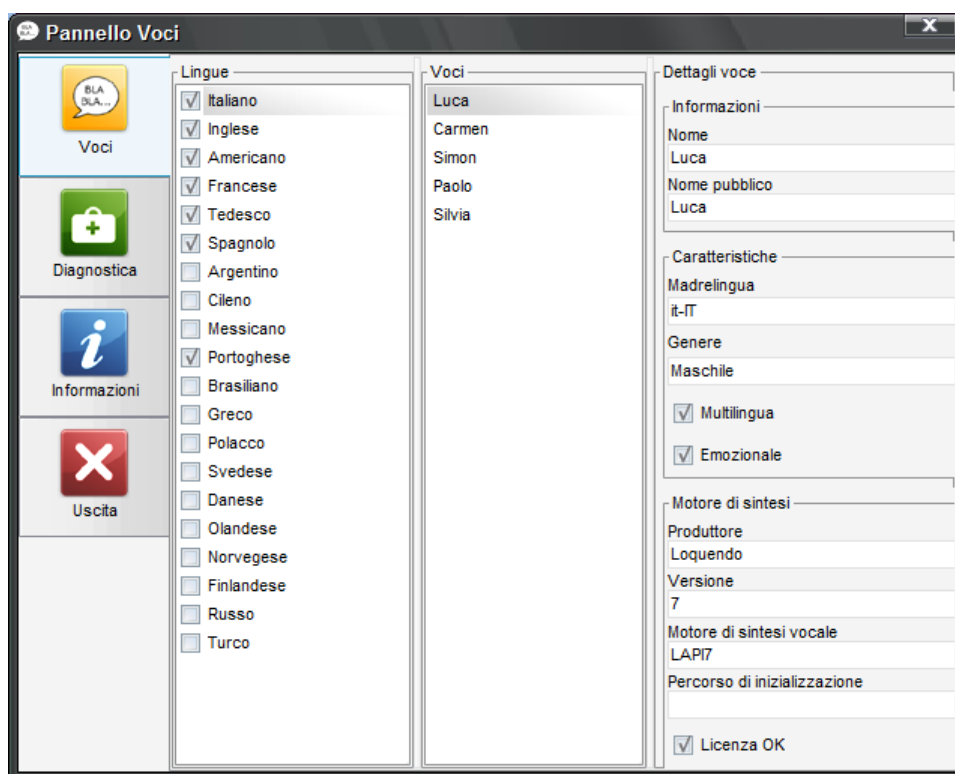 Pannello Voci
X
BLA
BLA...
Voci
Diagnostica
i
Informazioni
Uscita
Lingue
Italiano
Inglese
Americano
Francese
Tedesco
Spagnolo
Argentino
Cileno
Messicano
Portoghese
Brasiliano
Greco
Polacco
Svedese
Danese
Olandese
Norvegese
Finlandese
Russo
Turco
Voci
Luca
Carmen
Simon
Paolo
Silvia
Dettagli voce
Informazioni
Nome
Luca
Nome pubblico
Luca
Caratteristiche
Madrelingua
it-IT
Genere
Maschile
Multilingua
Emozionale
Motore di sintesi
Produttore
Loquendo
Versione
7
Motore di sintesi vocale
LAPI7
Percorso di inizializzazione
Licenza OK